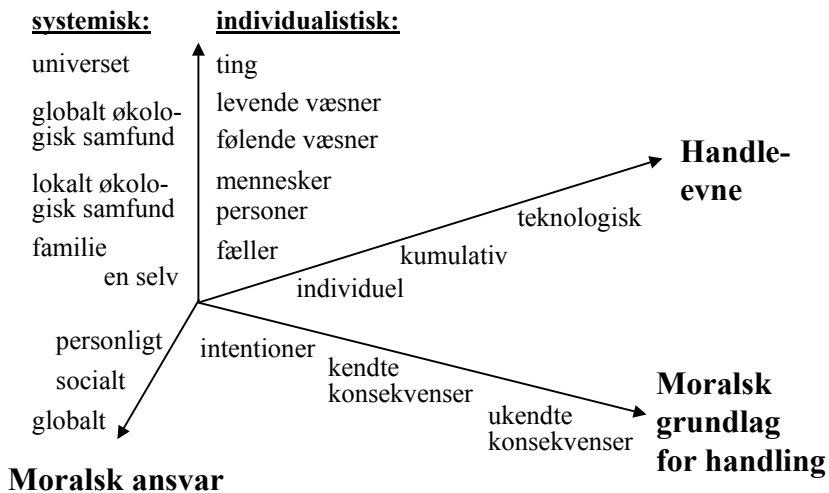 systemisk:
individualistisk:
universet
ting
globalt økolo-
gisk samfund
levende væsner
følende væsner
lokalt økolo-
gisk samfund
mennesker
personer
familie
fæller
en selv
Handle-
evne
teknologisk
kumulativ
individuel
personligt
socialt
globalt
Moralsk ansvar
intentioner
kendte
konsekvenser
ukendte
konsekvenser
Moralsk
grundlag
for handling